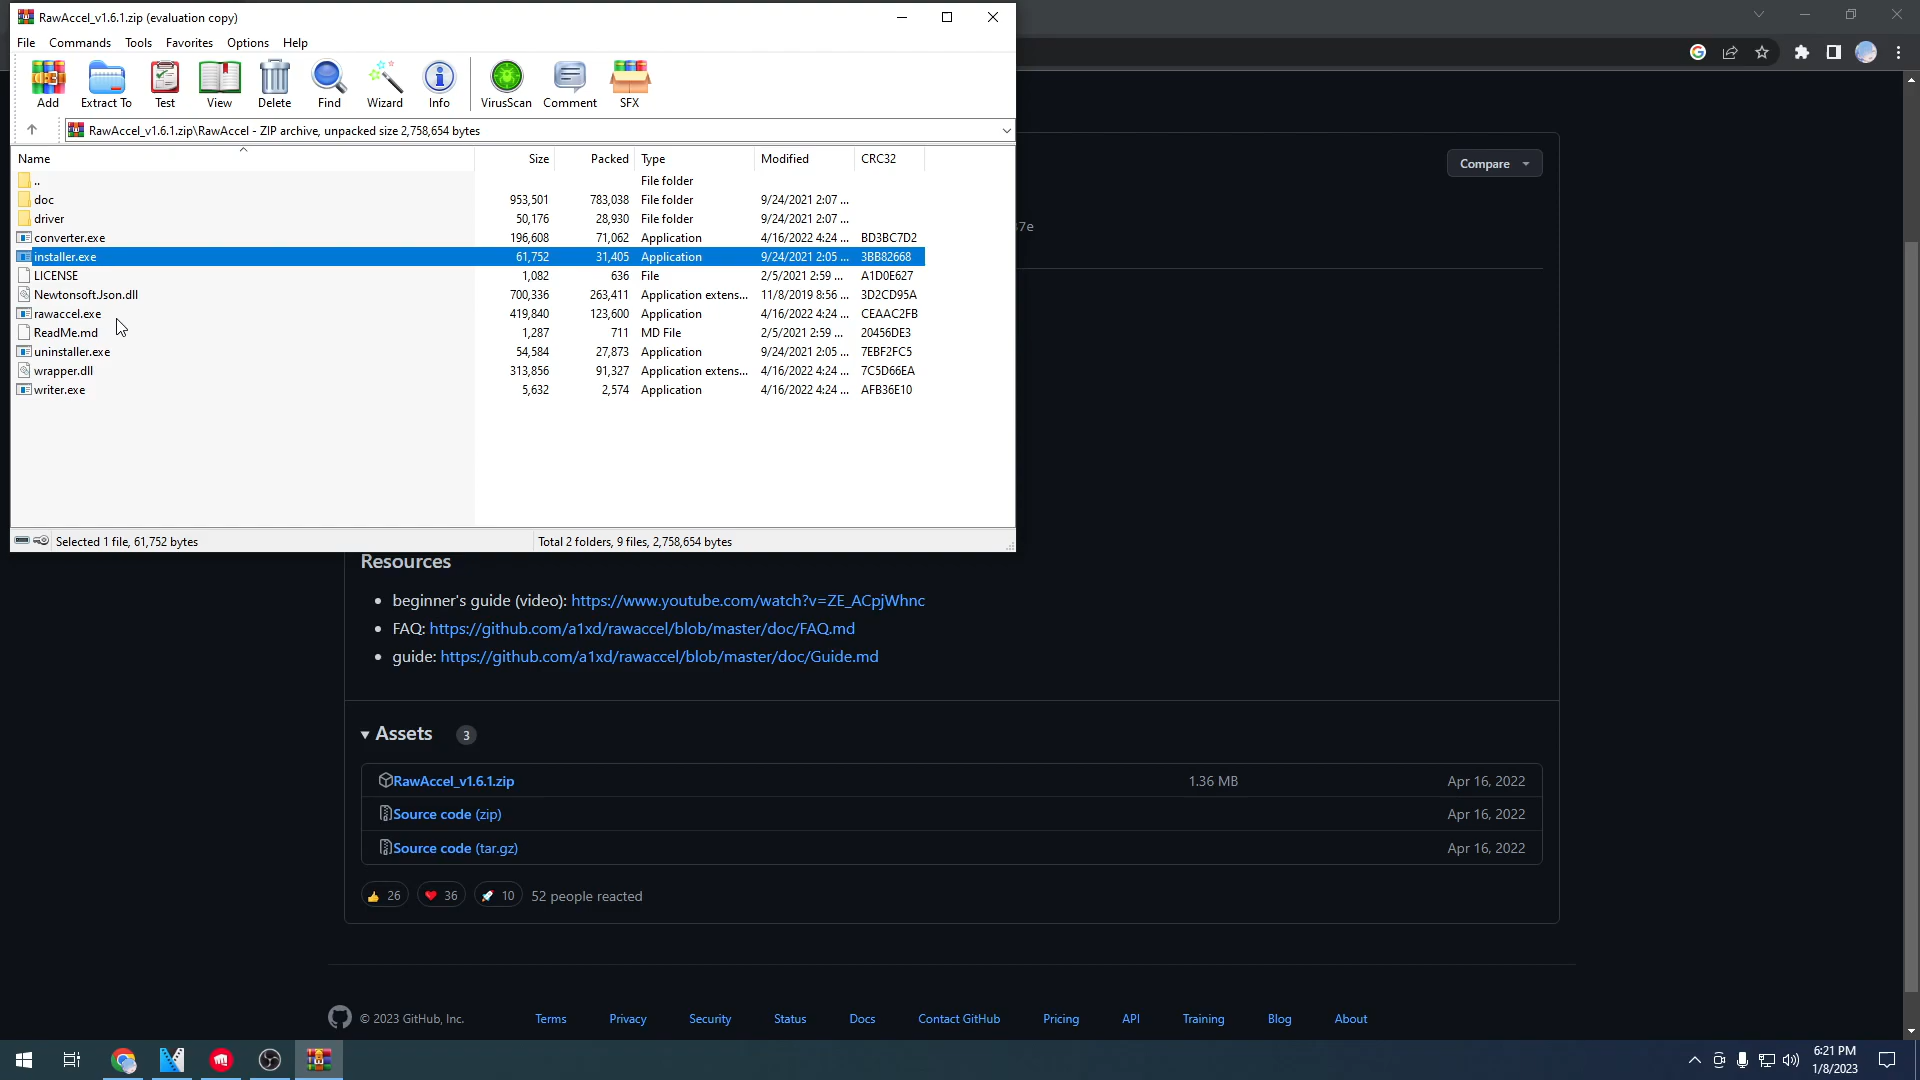 RawAccel_v1.6.1.zip (evaluation copy)
File Commands Tools Favorites Options Help
Add Extract To Test View Delete Find Wizard Info VirusScan Comment SFX
RawAccel_v1.6.1.zip\RawAccel - ZIP archive, unpacked size 2,758,654 bytes
Name Size Packed Type Modified CRC32
.. File folder
doc 953,501 783,038 File folder 9/24/2021 2:07 ...
driver 50,176 28,930 File folder 9/24/2021 2:07 ...
converter.exe 196,608 71,062 Application 4/16/2022 4:24 ... BD3BC7D2
installer.exe 61,752 31,405 Application 9/24/2021 2:05 ... 3BB82668
LICENSE 1,082 636 File 2/5/2021 2:59 ... A1D0E627
Newtonsoft.Json.dll 700,336 263,411 Application extens... 11/8/2019 8:56 ... 3D2CD95A
rawaccel.exe 419,840 123,600 Application 4/16/2022 4:24 ... CEAAC2FB
ReadMe.md 1,287 711 MD File 2/5/2021 2:59 ... 20456DE3
uninstaller.exe 54,584 27,873 Application 9/24/2021 2:05 ... 7EBF2FC5
wrapper.dll 313,856 91,327 Application extens... 4/16/2022 4:24 ... 7C5D66EA
writer.exe 5,632 2,574 Application 4/16/2022 4:24 ... AFB36E10
Selected 1 file, 61,752 bytes Total 2 folders, 9 files, 2,758,654 bytes
Compare
7e
Resources
• beginner's guide (video): https://www.youtube.com/watch?v=ZE_ACpjWhnc
• FAQ: https://github.com/a1xd/rawaccel/blob/master/doc/FAQ.md
• guide: https://github.com/a1xd/rawaccel/blob/master/doc/Guide.md
Assets 3
RawAccel_v1.6.1.zip 1.36 MB Apr 16, 2022
Source code (zip) Apr 16, 2022
Source code (tar.gz) Apr 16, 2022
26 36 10 52 people reacted
© 2023 GitHub, Inc. Terms Privacy Security Status Docs Contact GitHub Pricing API Training Blog About
6:21 PM
1/8/2023